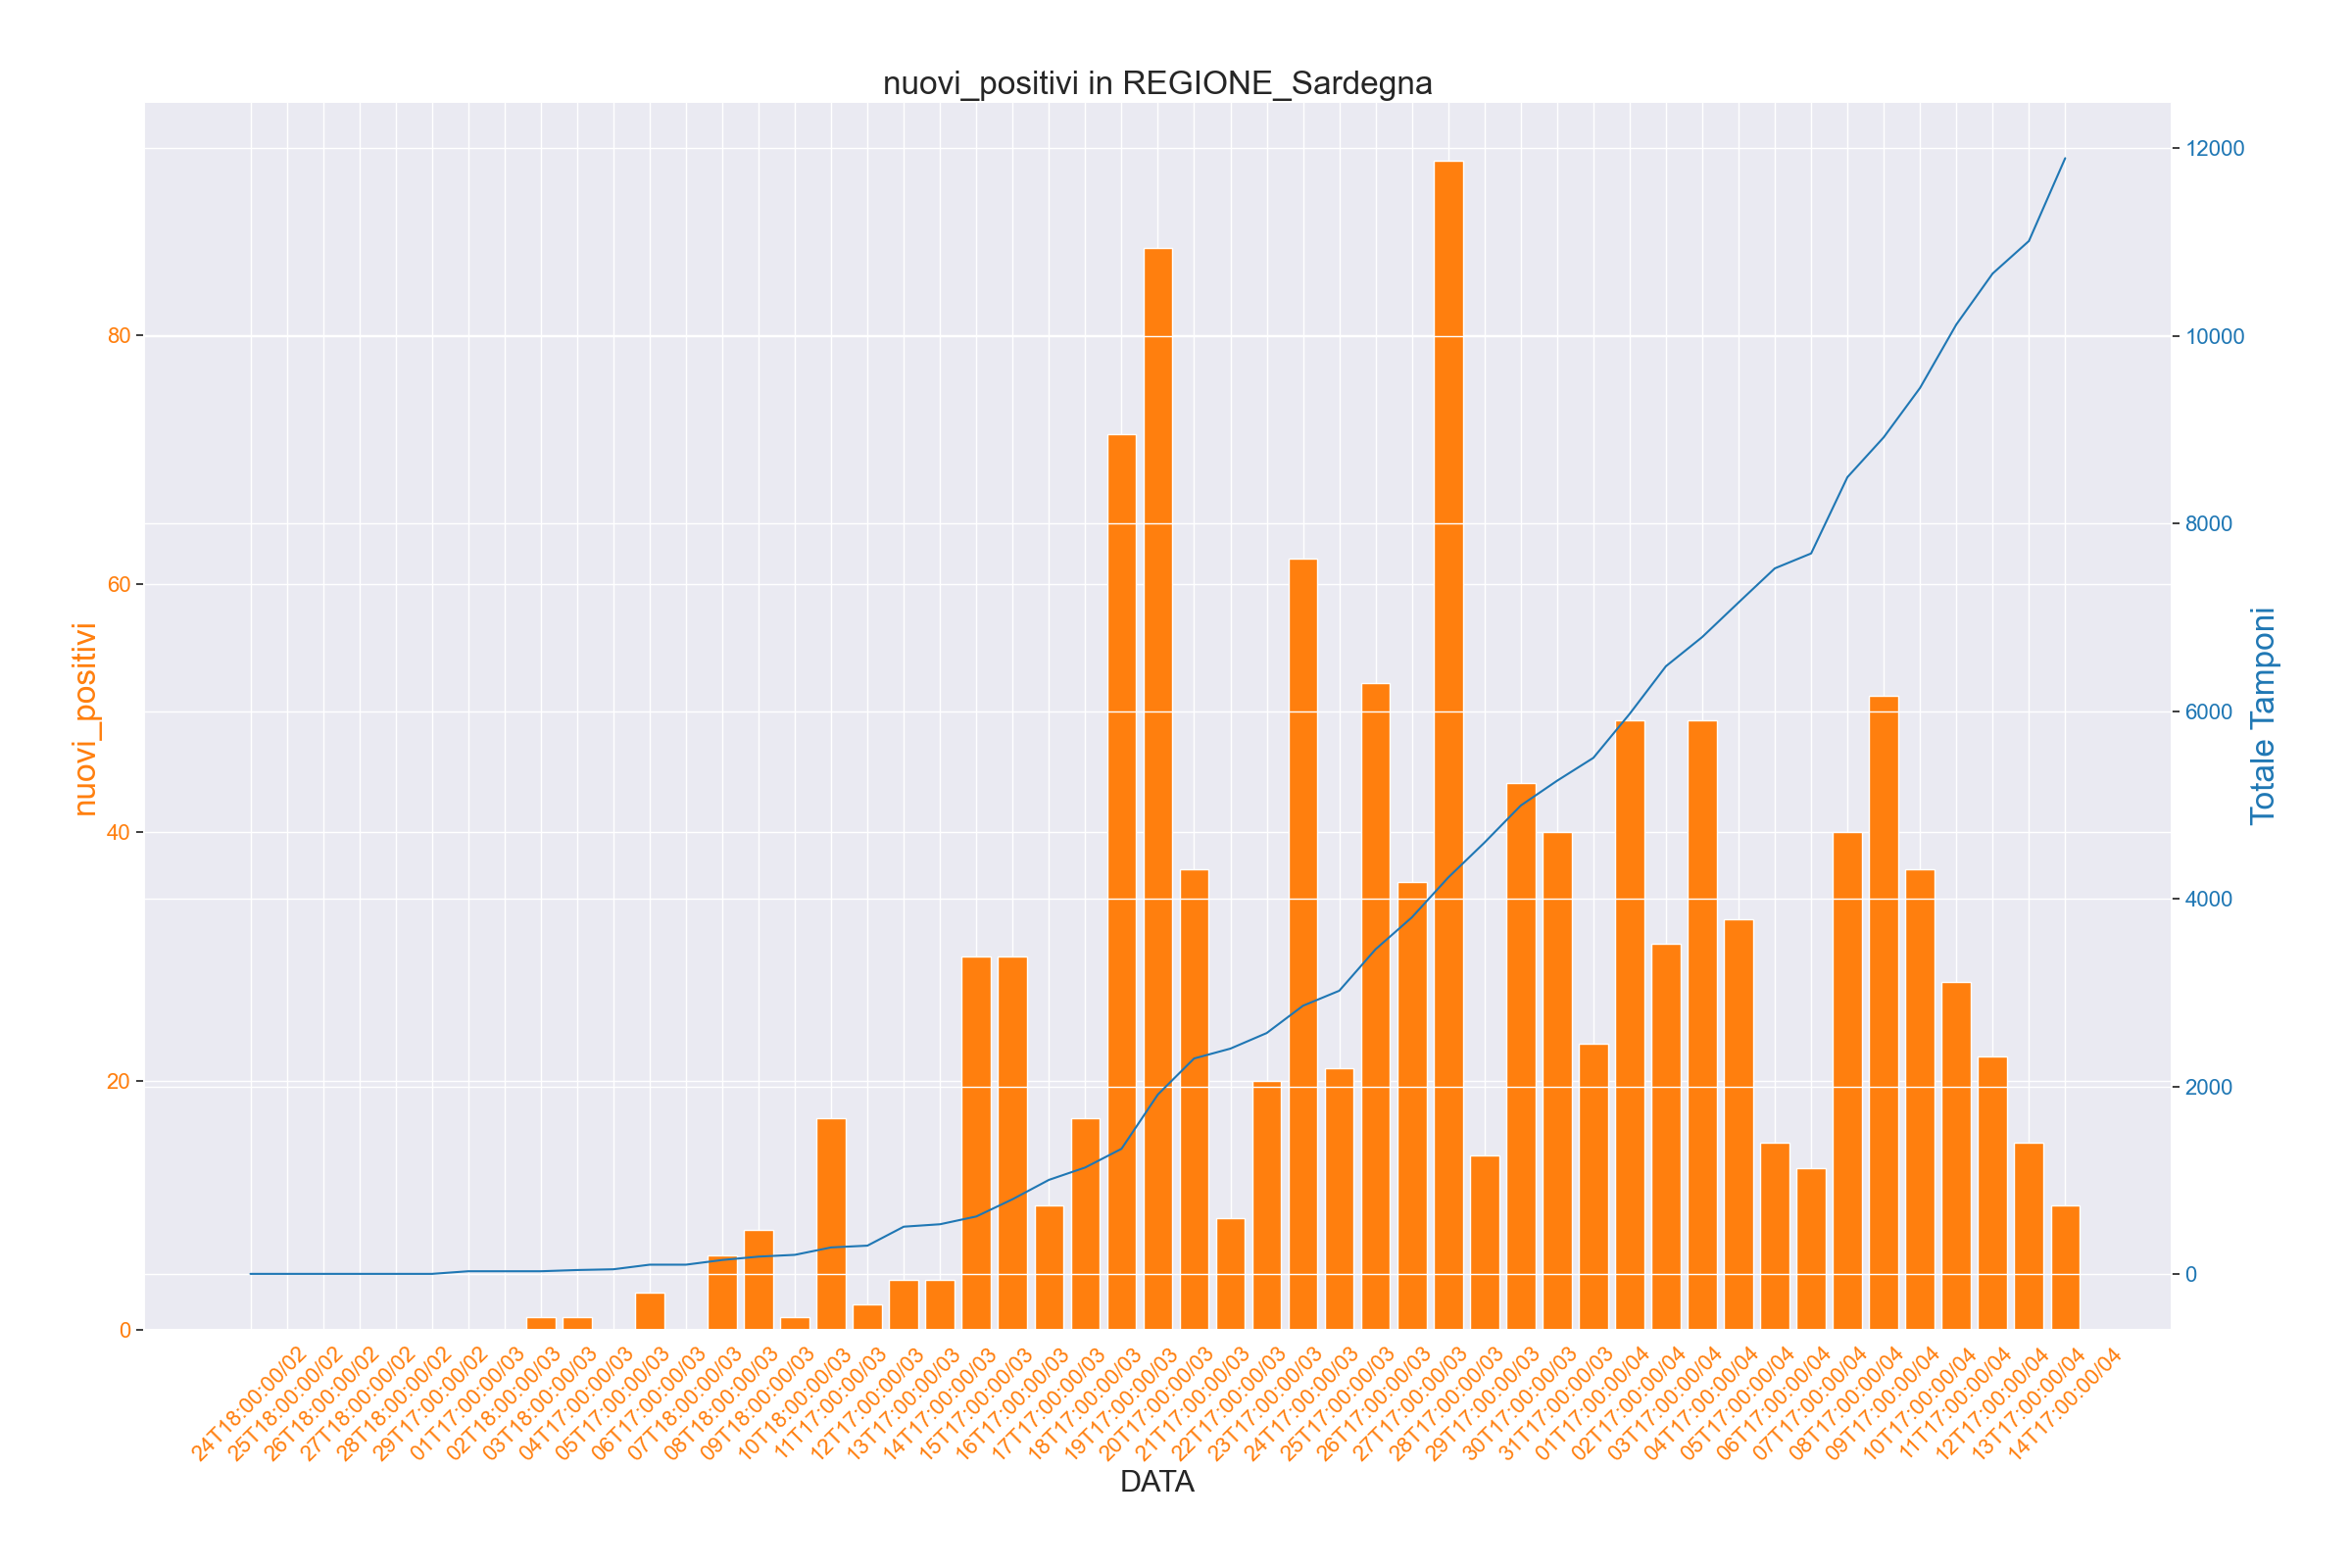 nuovi_positivi in REGIONE_Sardegna
80
60
40
20
0
nuovi_positivi
12000
10000
8000
6000
4000
2000
0
Totale Tamponi
24T18:00:00/02
25T18:00:00/02
26T18:00:00/02
27T18:00:00/02
28T18:00:00/02
29T17:00:00/02
01T17:00:00/03
02T18:00:00/03
03T18:00:00/03
04T17:00:00/03
05T17:00:00/03
06T17:00:00/03
07T18:00:00/03
08T18:00:00/03
09T18:00:00/03
10T18:00:00/03
11T17:00:00/03
12T17:00:00/03
13T17:00:00/03
14T17:00:00/03
15T17:00:00/03
16T17:00:00/03
17T17:00:00/03
18T17:00:00/03
19T17:00:00/03
20T17:00:00/03
21T17:00:00/03
22T17:00:00/03
23T17:00:00/03
24T17:00:00/03
25T17:00:00/03
26T17:00:00/03
27T17:00:00/03
28T17:00:00/03
29T17:00:00/03
30T17:00:00/03
31T17:00:00/03
01T17:00:00/04
02T17:00:00/04
03T17:00:00/04
04T17:00:00/04
05T17:00:00/04
06T17:00:00/04
07T17:00:00/04
08T17:00:00/04
09T17:00:00/04
10T17:00:00/04
11T17:00:00/04
12T17:00:00/04
13T17:00:00/04
14T17:00:00/04
DATA